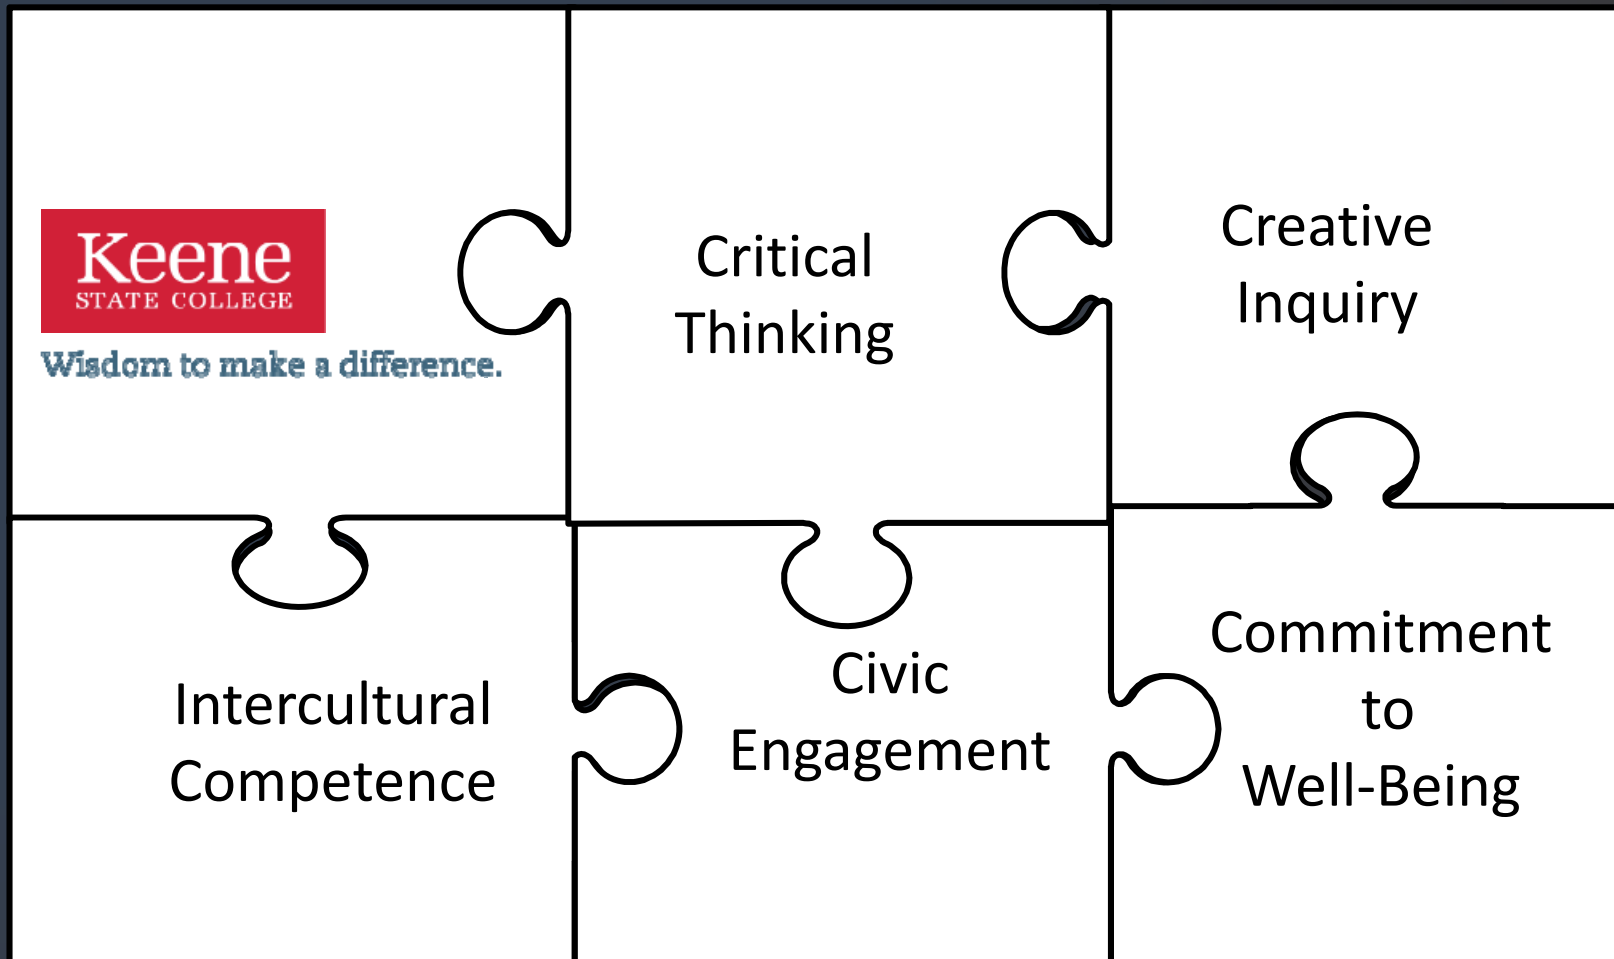 Keene
STATE COLLEGE
Wisdom to make a difference.
Critical
Thinking
Creative
Inquiry
Intercultural
Competence
Civic
Engagement
Commitment
to
Well-Being